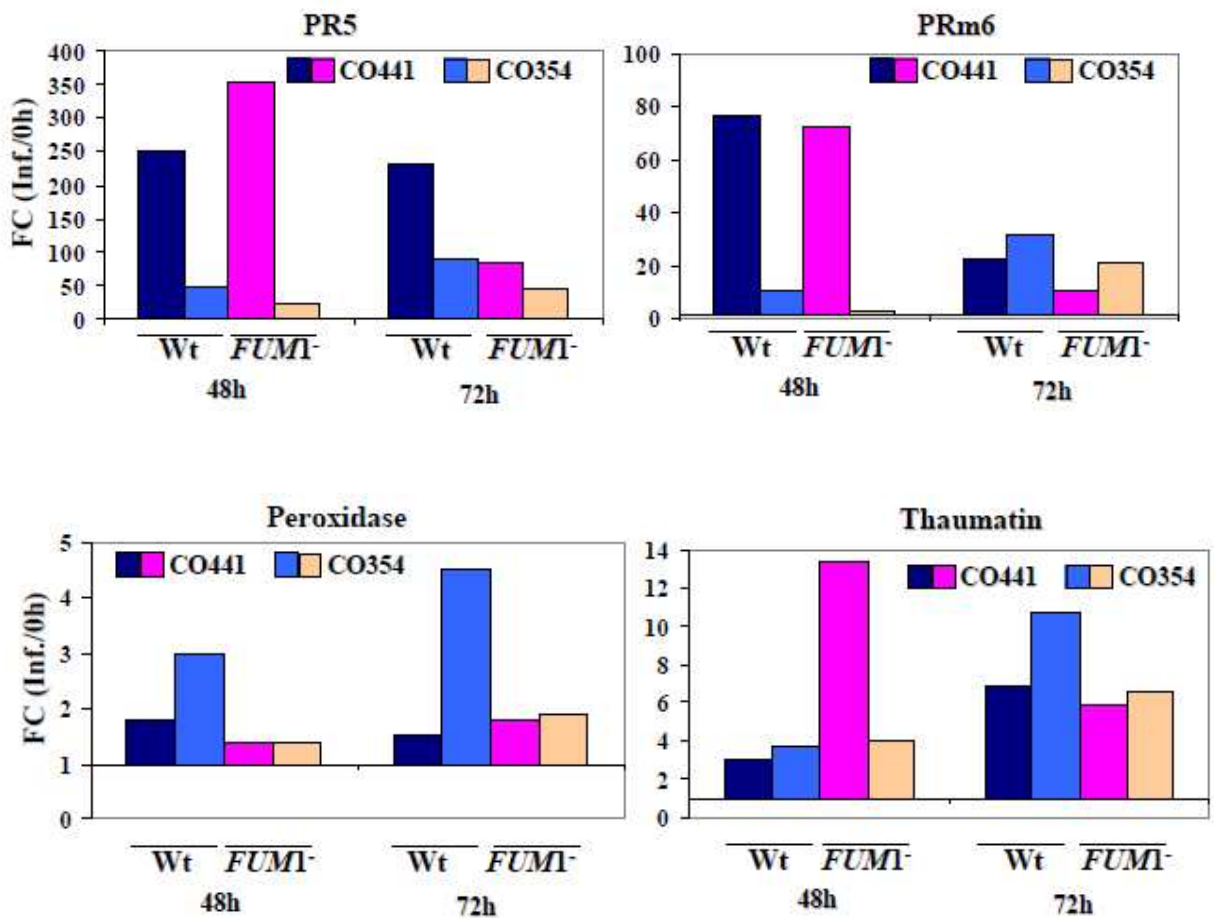 PR5
FC (Inf./0h)
400
350
300
250
200
150
100
50
0
CO441 CO354
Wt FUM1-
48h
Wt FUM1-
72h
PRm6
100
80
60
40
20
0
CO441 CO354
Wt FUM1-
48h
Wt FUM1-
72h
Peroxidase
FC (Inf./0h)
5
4
3
2
1
0
CO441 CO354
Wt FUM1-
48h
Wt FUM1-
72h
Thaumatin
14
12
10
8
6
4
2
0
CO441 CO354
Wt FUM1-
48h
Wt FUM1-
72h